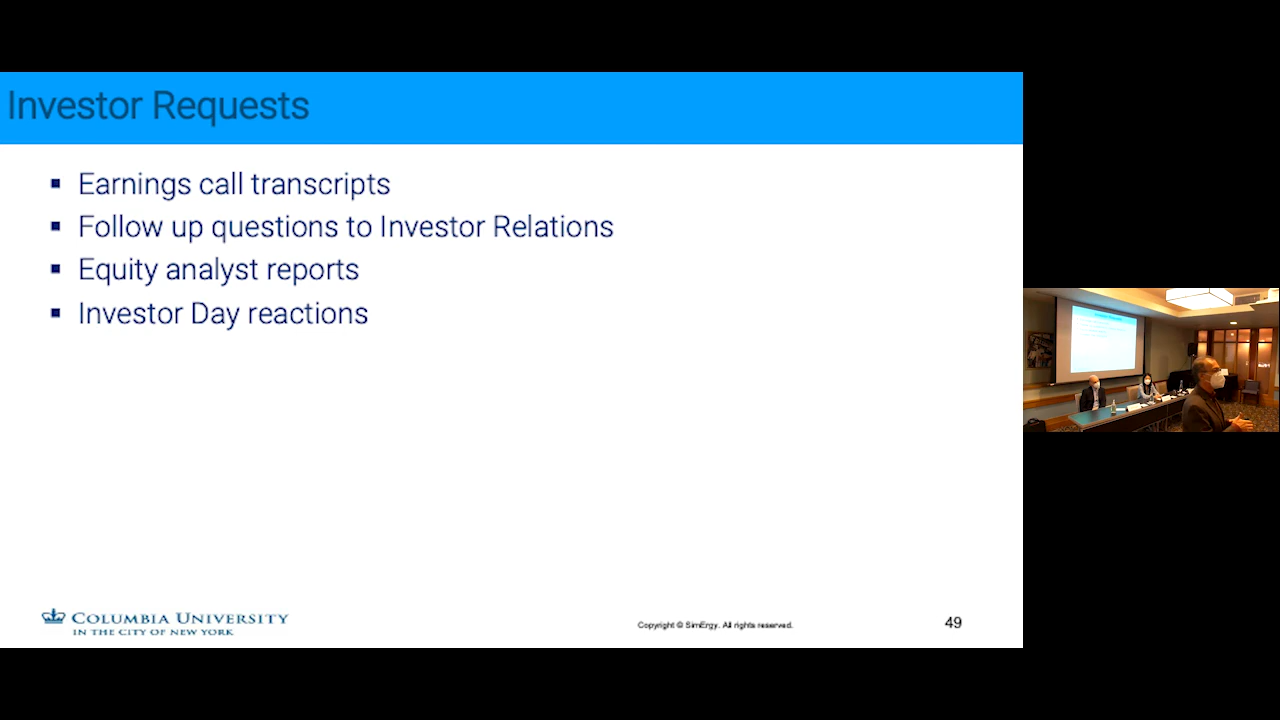 Investor Requests
Earnings call transcripts
Follow up questions to Investor Relations
Equity analyst reports
Investor Day reactions
COLUMBIA UNIVERSITY
IN THE CITY OF NEW YORK
Copyright © SimErgy. All rights reserved.
49